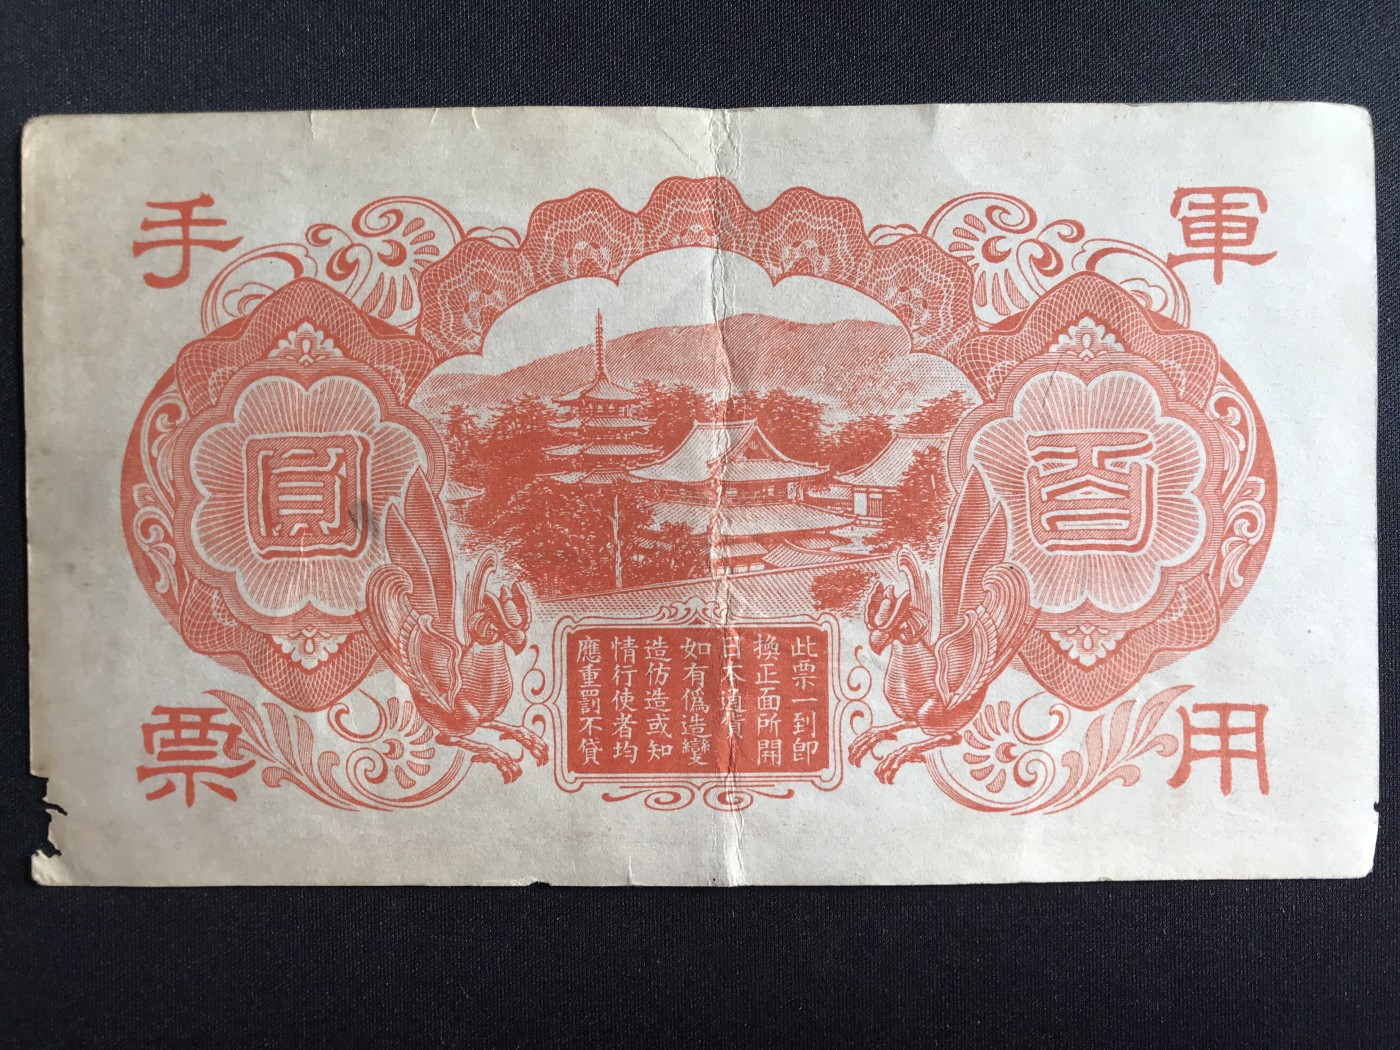 軍用
手票
百
圓
此票一到即
換正面所開
日本通貨
如有偽造變
造仿造或知
情行使者均
應重罰不貸